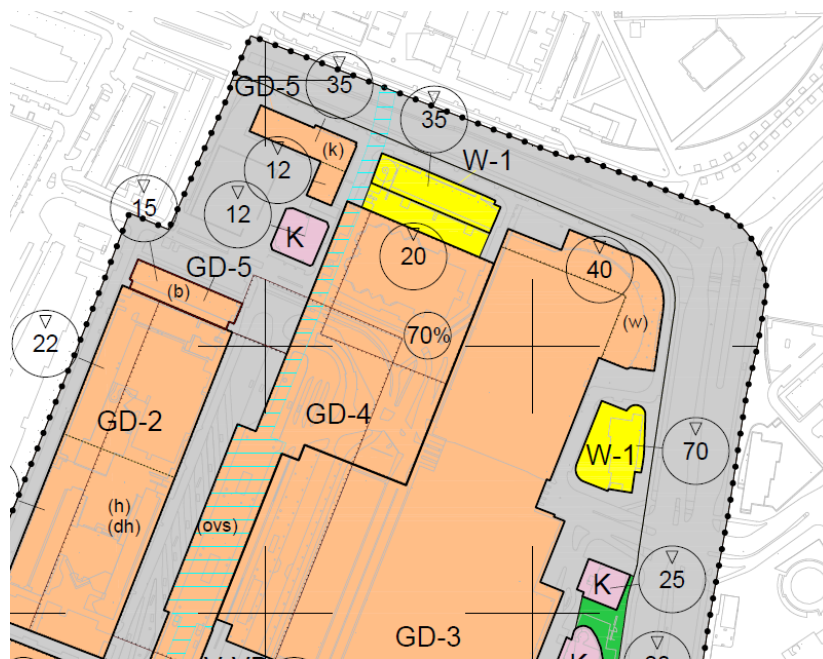 GD-5
35
35
(k)
W-1
12
15
12
K
20
40
GD-5
(b)
(w)
22
70%
GD-2
GD-4
W-1
70
(h)
(dh)
(ovs)
K
25
GD-3
K